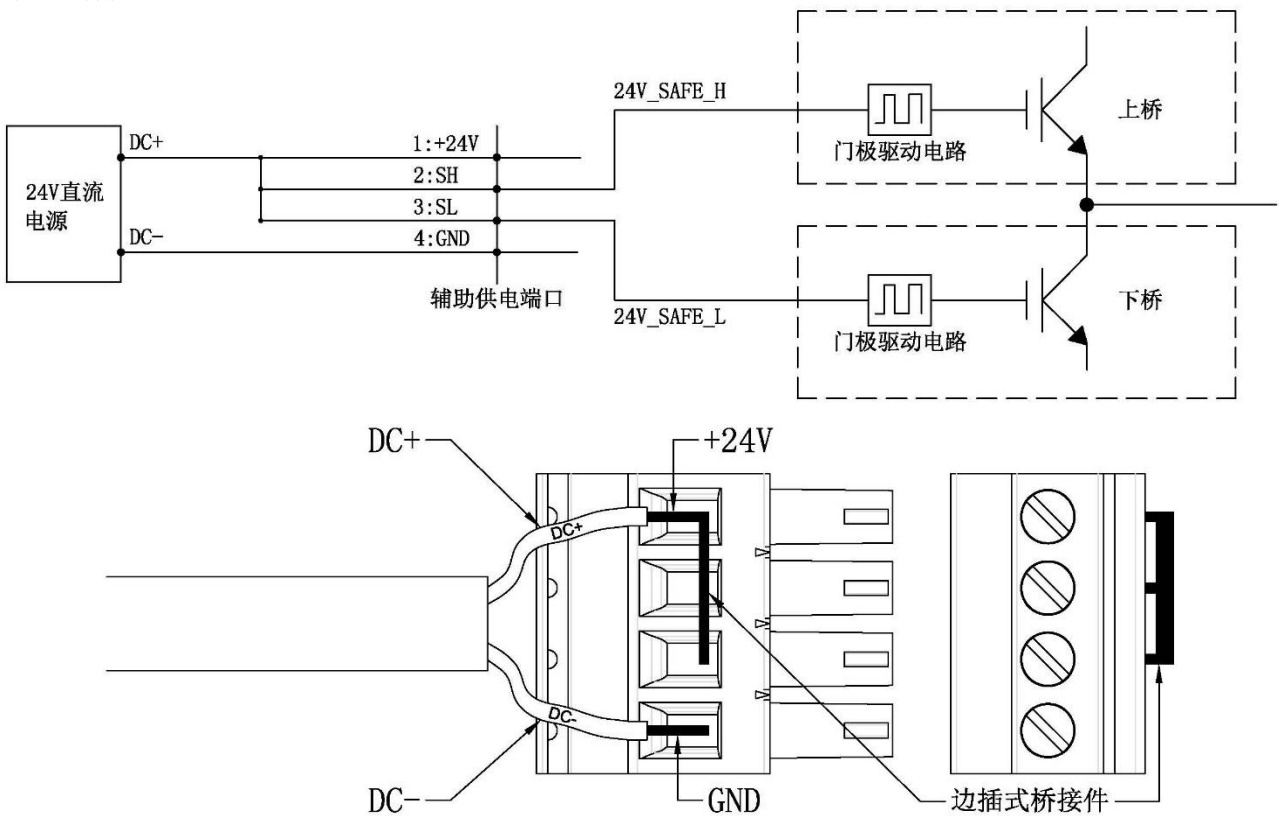 24V_SAFE_H
上桥
门极驱动电路
DC+
1:+24V
2:SH
24V直流
电源
3:SL
DC-
4:GND
辅助供电端口
24V_SAFE_L
下桥
门极驱动电路
DC+
+24V
DC+
DC-
DC-
GND
边插式桥接件